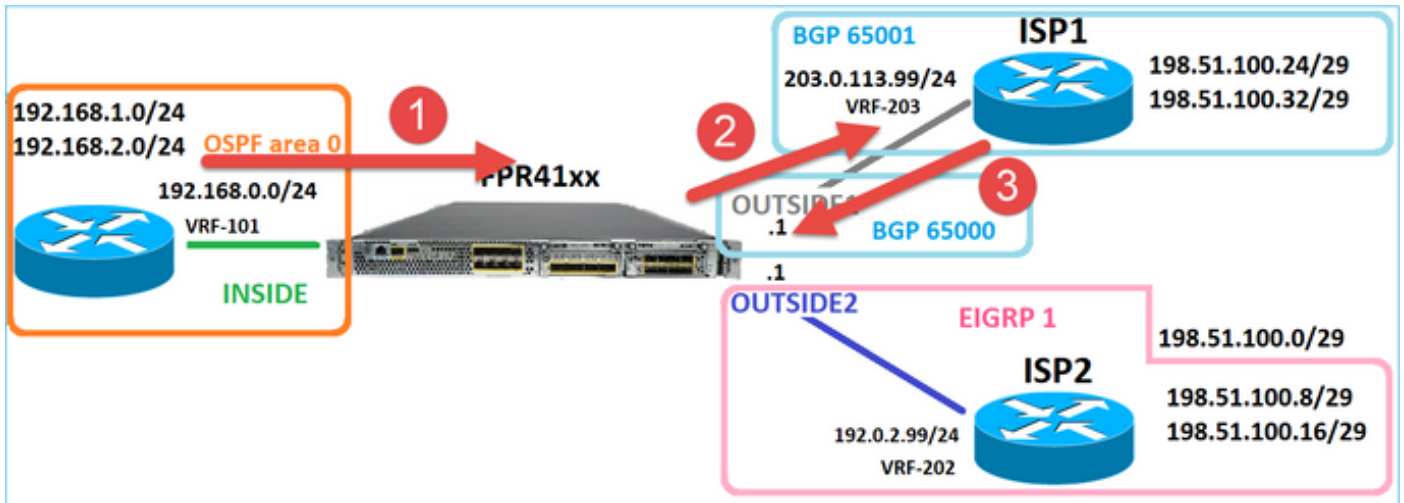 192.168.1.0/24
192.168.2.0/24
OSPF area 0
192.168.0.0/24
VRF-101
INSIDE
1
FPR41xx
2
BGP 65001
ISP1
203.0.113.99/24
VRF-203
198.51.100.24/29
198.51.100.32/29
3
.1
BGP 65000
.1
OUTSIDE2
EIGRP 1
198.51.100.0/29
ISP2
198.51.100.8/29
198.51.100.16/29
192.0.2.99/24
VRF-202